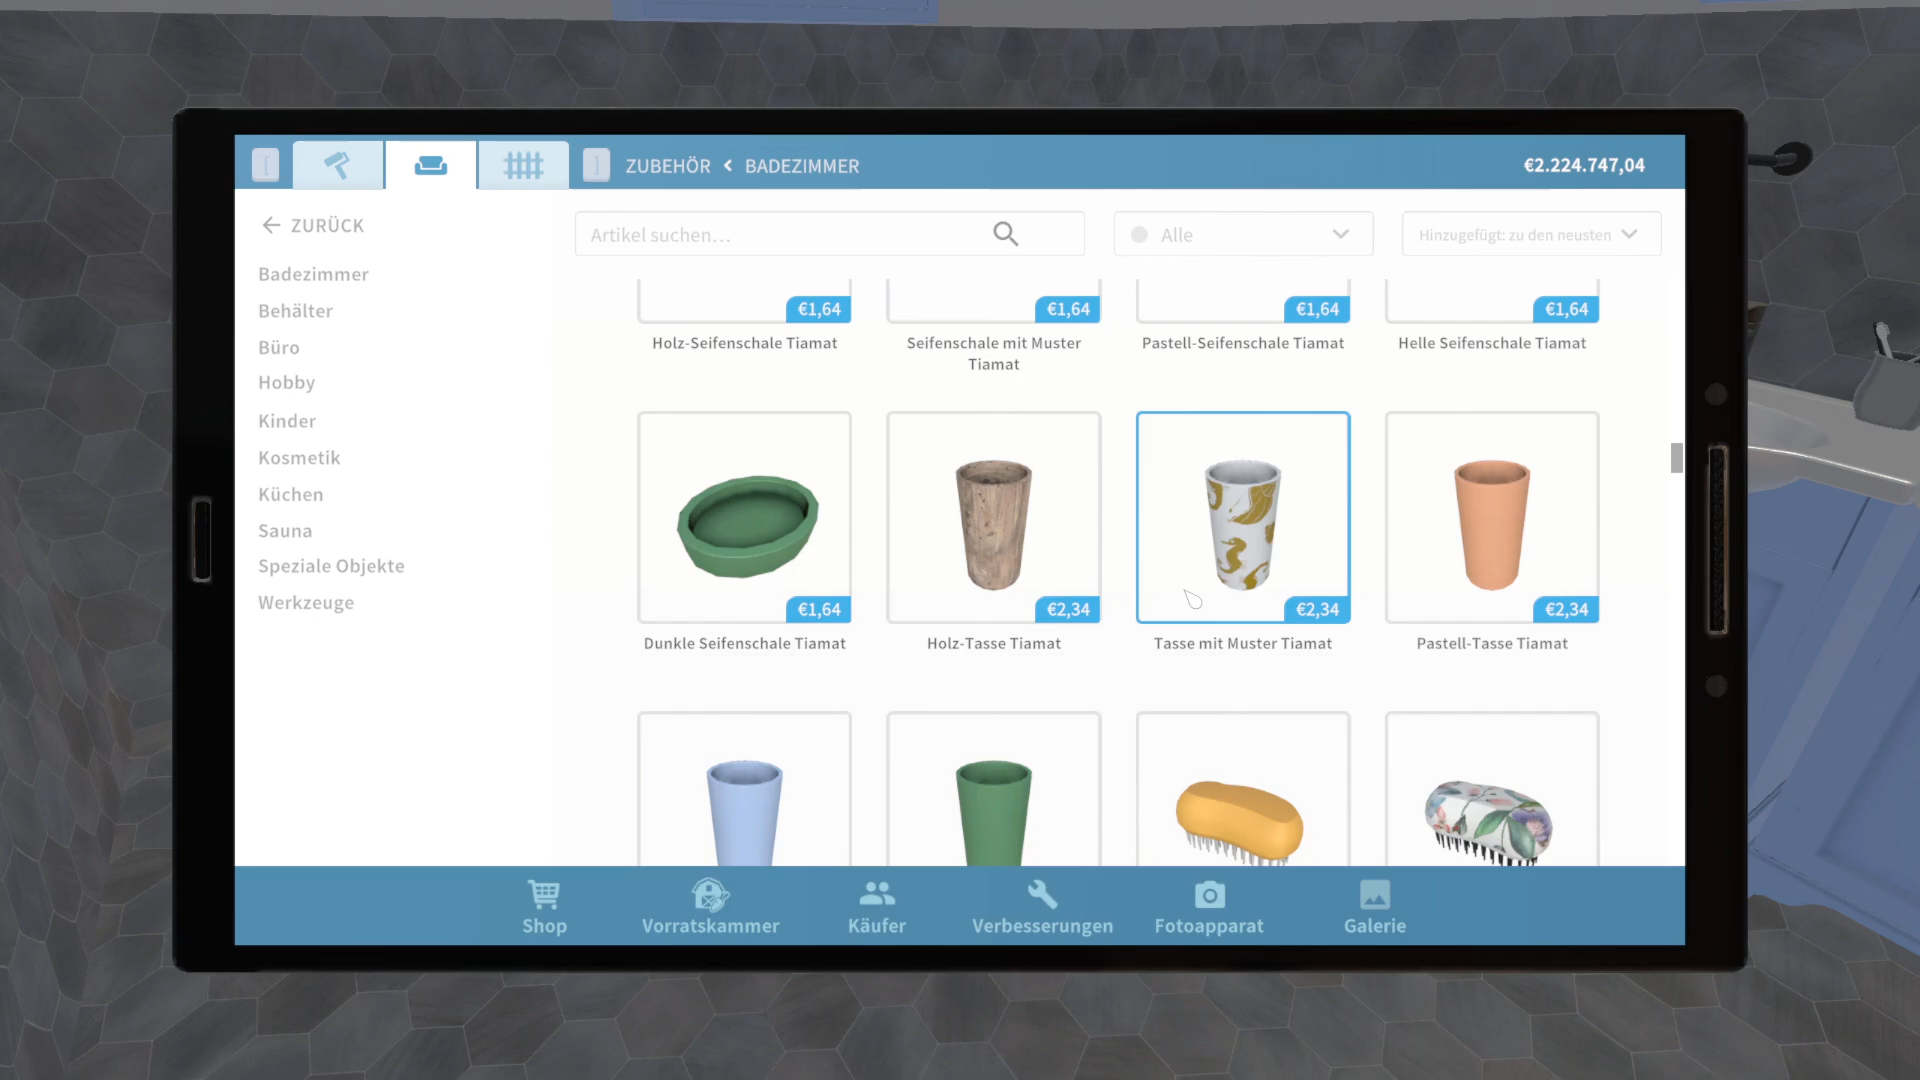 [
]
ZUBEHÖR < BADEZIMMER
€2.224.747,04
ZURÜCK
Artikel suchen...
Alle
Hinzugefügt: zu den neusten
Badezimmer
Behälter
Büro
Hobby
Kinder
Kosmetik
Küchen
Sauna
Speziale Objekte
Werkzeuge
€1,64
€1,64
€1,64
€1,64
Holz-Seifenschale Tiamat
Seifenschale mit Muster
Tiamat
Pastell-Seifenschale Tiamat
Helle Seifenschale Tiamat
€1,64
€2,34
€2,34
€2,34
Dunkle Seifenschale Tiamat
Holz-Tasse Tiamat
Tasse mit Muster Tiamat
Pastell-Tasse Tiamat
Shop
Vorratskammer
Käufer
Verbesserungen
Fotoapparat
Galerie